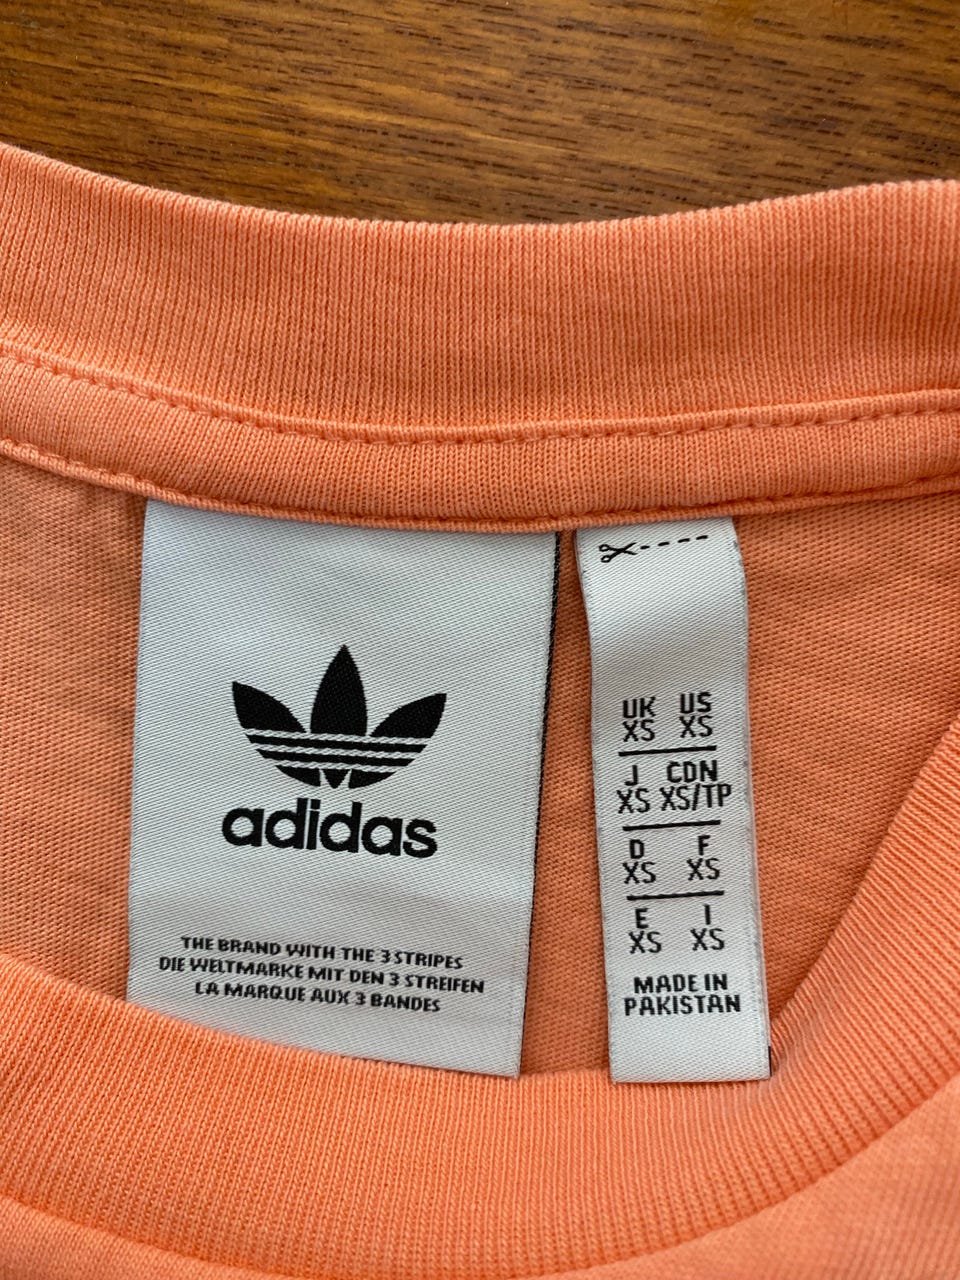 adidas
THE BRAND WITH THE 3 STRIPES
DIE WELTMARKE MIT DEN 3 STREIFEN
LA MARQUE AUX 3 BANDES
UK US
XS XS
J CDN
XS XS/TP
D F
XS XS
E I
XS XS
MADE IN
PAKISTAN